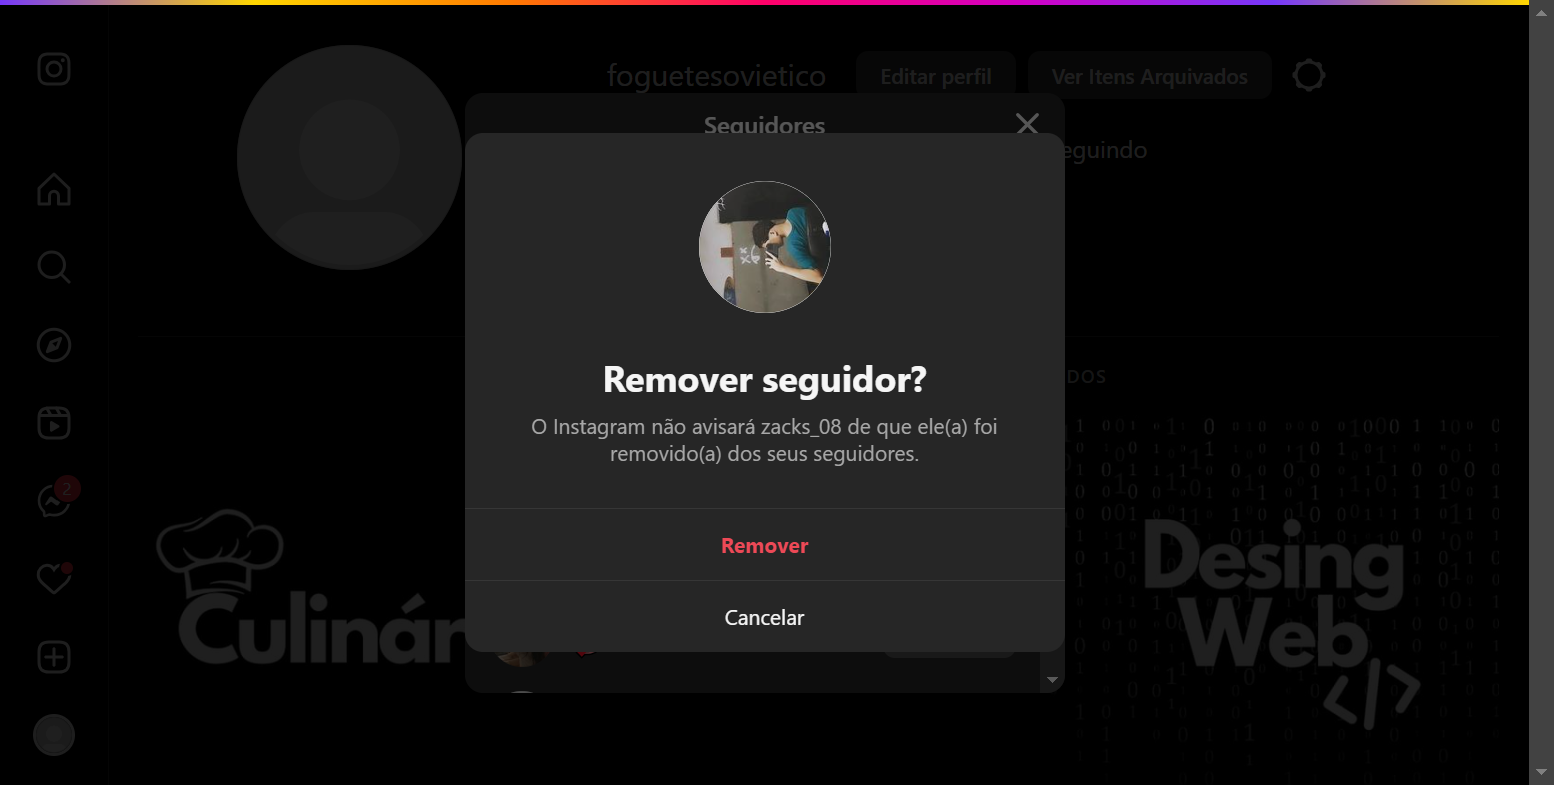 foguetesovietico
Editar perfil
Ver Itens Arquivados
Seguidores
eguindo
Remover seguidor?
O Instagram não avisará zacks_08 de que ele(a) foi
removido(a) dos seus seguidores.
DOS
2
Remover
Cancelar
Culinár
Desing
Web
</>